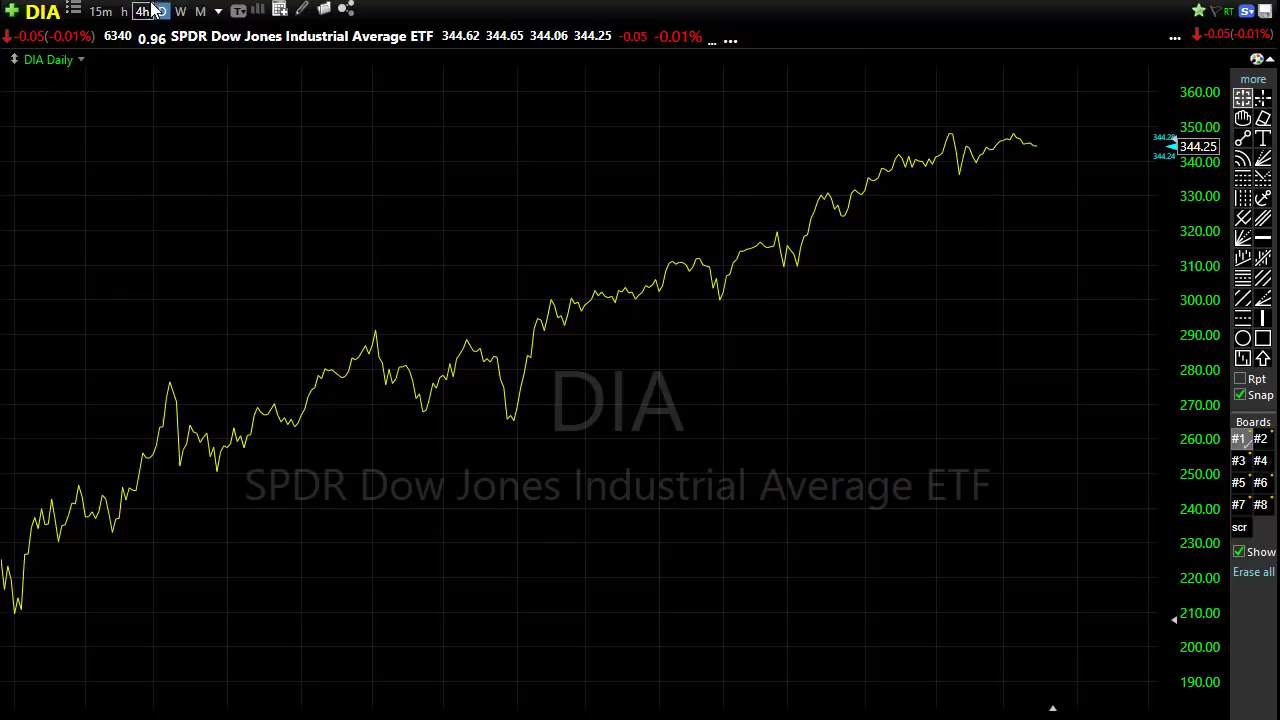 DIA 15m h 4h D W M T RT S
-0.05(-0.01%) 6340 0.96 SPDR Dow Jones Industrial Average ETF 344.62 344.65 344.06 344.25 -0.05 -0.01% ... ... ... -0.05(-0.01%)
DIA Daily
more
360.00
350.00
344.25
340.00
330.00
320.00
310.00
300.00
290.00
280.00
270.00
260.00
250.00
240.00
230.00
220.00
210.00
200.00
190.00
T
Rpt
Snap
Boards
#1 #2
#3 #4
#5 #6
#7 #8
scr
Show
Erase all
DIA
SPDR Dow Jones Industrial Average ETF